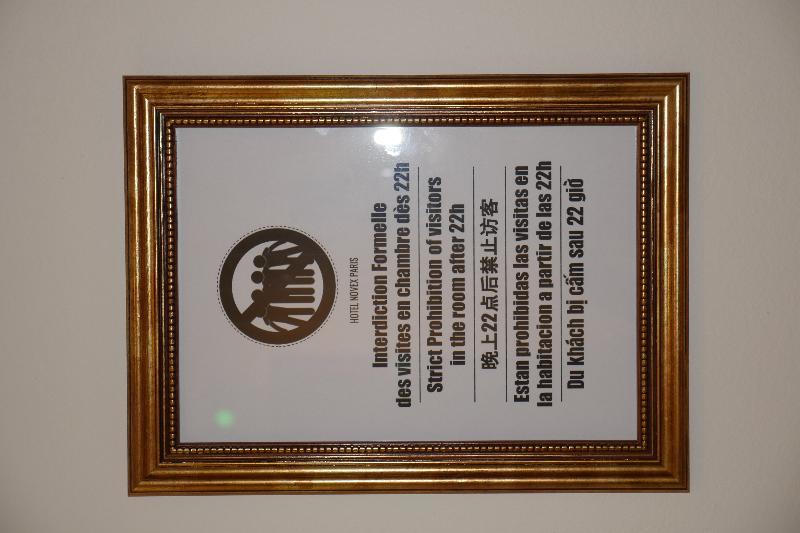 HOTEL NOVEX PARIS
Interdiction Formelle
des visites en chambre dès 22h
Strict Prohibition of visitors
in the room after 22h
晚上22点后禁止访客
Estan prohibidas las visitas en
la habitacion a partir de las 22h
Du khách bị cấm sau 22 giờ